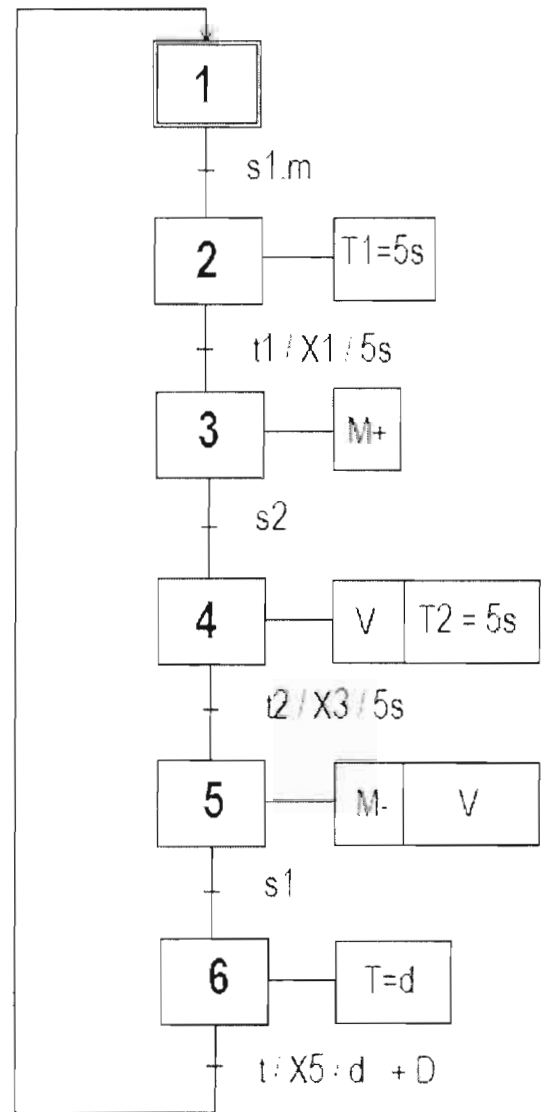 1
s1.m
2 T1=5s
t1 / X1 / 5s
3 M+
s2
4 V T2 = 5s
t2 / X3 / 5s
5 M- V
s1
6 T=d
t / X5 / d + D